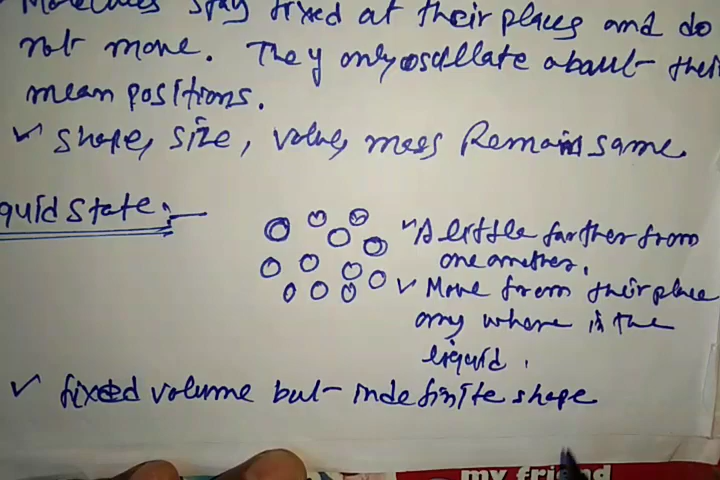 Molecules stay fixed at their places and do
not move. They only oscillate about their
mean positions.
✓ shape, size, volume, mass Remain same.
quid State:—
✓ A little farther from
one another.
✓ Move from their place
any where in the
liquid.
✓ fixed volume but indefinite shape
my friend